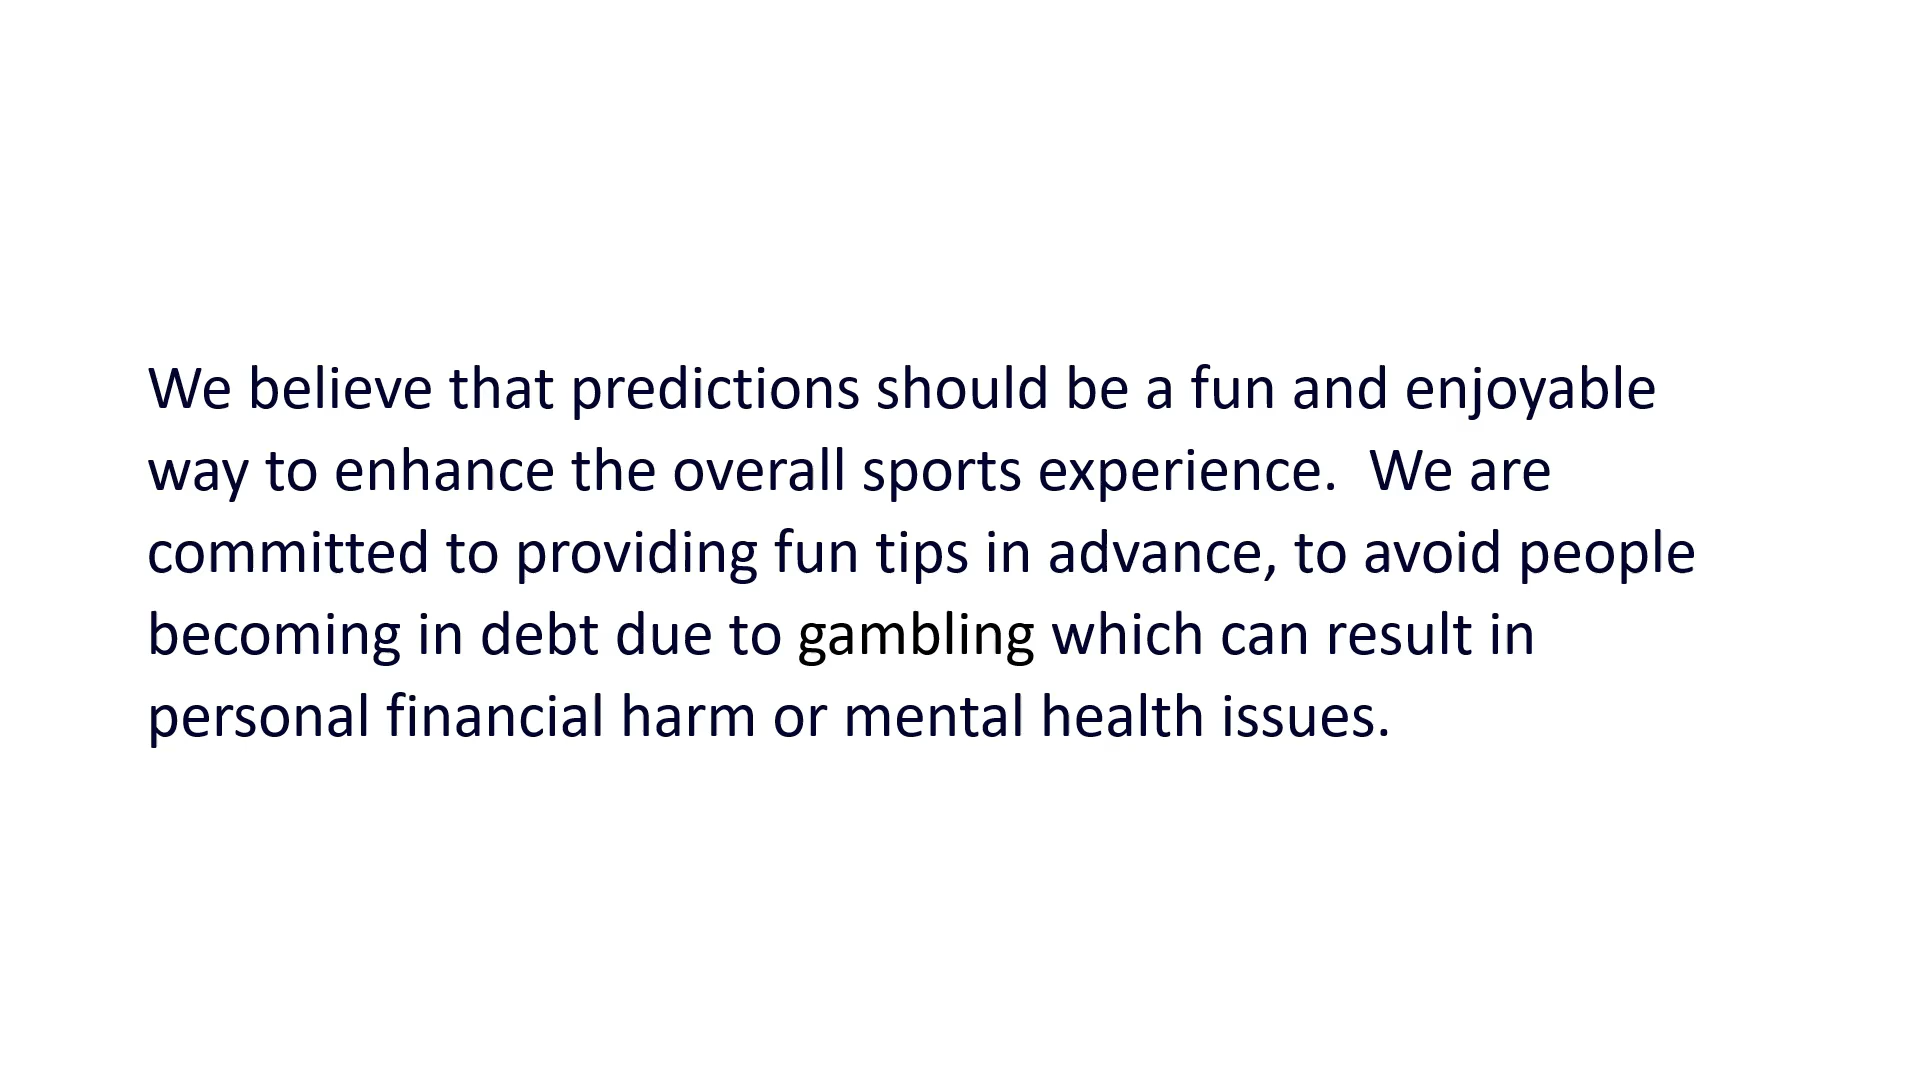 We believe that predictions should be a fun and enjoyable
way to enhance the overall sports experience.  We are
committed to providing fun tips in advance, to avoid people
becoming in debt due to gambling which can result in
personal financial harm or mental health issues.